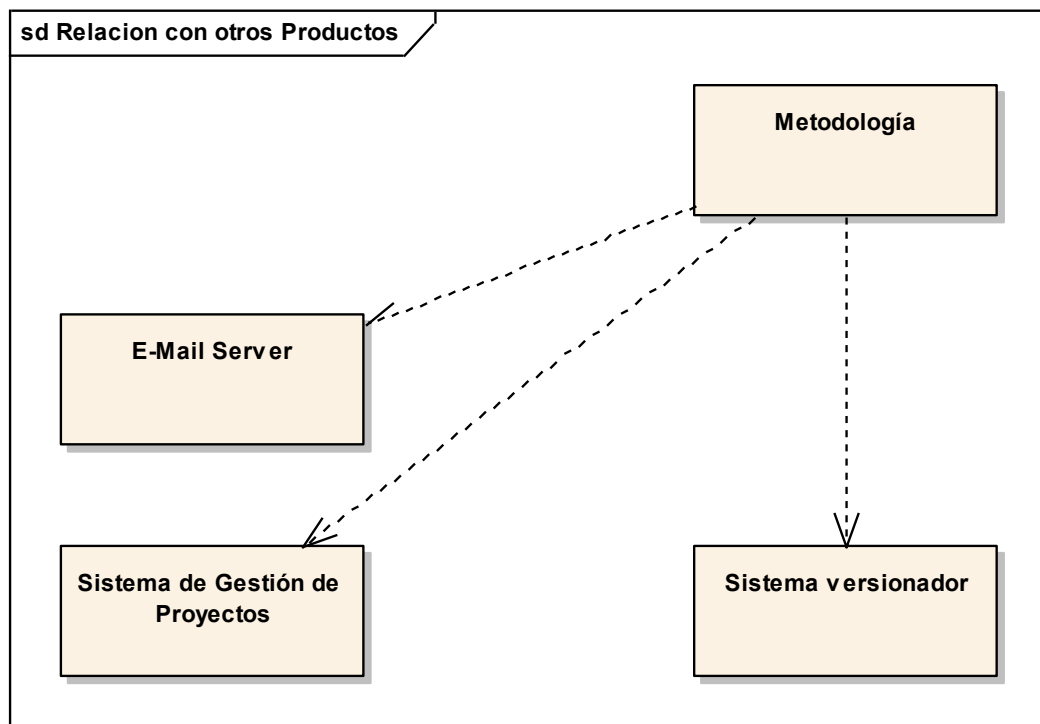 sd Relacion con otros Productos
Metodología
E-Mail Server
Sistema de Gestión de
Proyectos
Sistema versionador